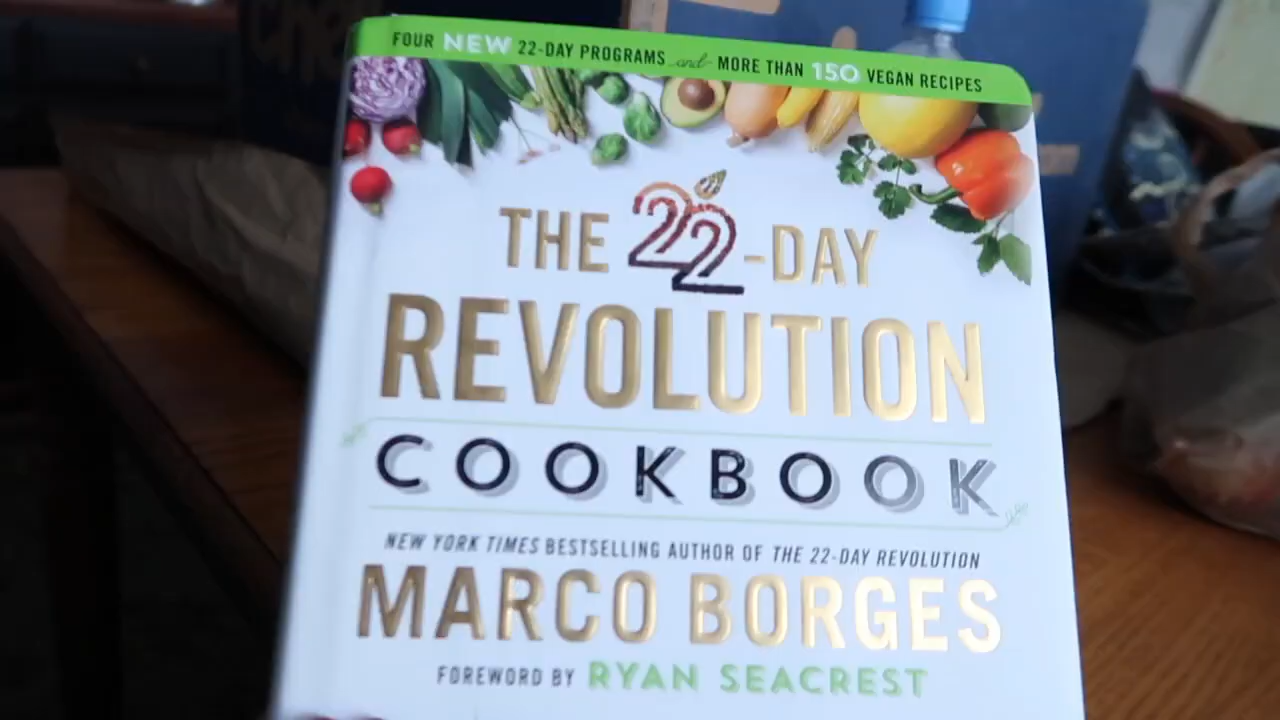 FOUR NEW 22-DAY PROGRAMS and MORE THAN 150 VEGAN RECIPES
THE 22-DAY
REVOLUTION
COOKBOOK
NEW YORK TIMES BESTSELLING AUTHOR OF THE 22-DAY REVOLUTION
MARCO BORGES
FOREWORD BY RYAN SEACREST